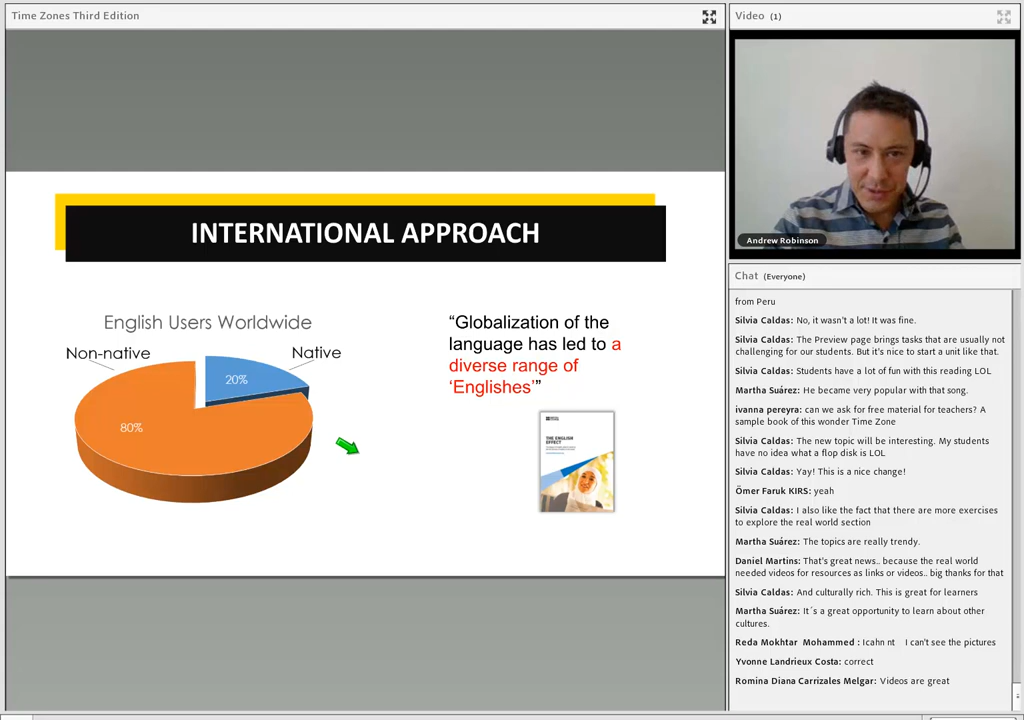 Time Zones Third Edition
INTERNATIONAL APPROACH
English Users Worldwide
Non-native
Native
20%
80%
“Globalization of the
language has led to a
diverse range of
‘Englishes’”
THE ENGLISH
EFFECT
Video (1)
Andrew Robinson
Chat (Everyone)
from Peru
Silvia Caldas: No, it wasn't a lot! It was fine.
Silvia Caldas: The Preview page brings tasks that are usually not
challenging for our students. But it's nice to start a unit like that.
Silvia Caldas: Students have a lot of fun with this reading LOL
Martha Suárez: He became very popular with that song.
ivanna pereyra: can we ask for free material for teachers? A
sample book of this wonder Time Zone
Silvia Caldas: The new topic will be interesting. My students
have no idea what a flop disk is LOL
Silvia Caldas: Yay! This is a nice change!
Ömer Faruk KIRS: yeah
Silvia Caldas: I also like the fact that there are more exercises
to explore the real world section
Martha Suárez: The topics are really trendy.
Daniel Martins: That's great news.. because the real world
needed videos for resources as links or videos.. big thanks for that
Silvia Caldas: And culturally rich. This is great for learners
Martha Suárez: It´s a great opportunity to learn about other
cultures.
Reda Mokhtar Mohammed : Icahn nt I can't see the pictures
Yvonne Landrieux Costa: correct
Romina Diana Carrizales Melgar: Videos are great